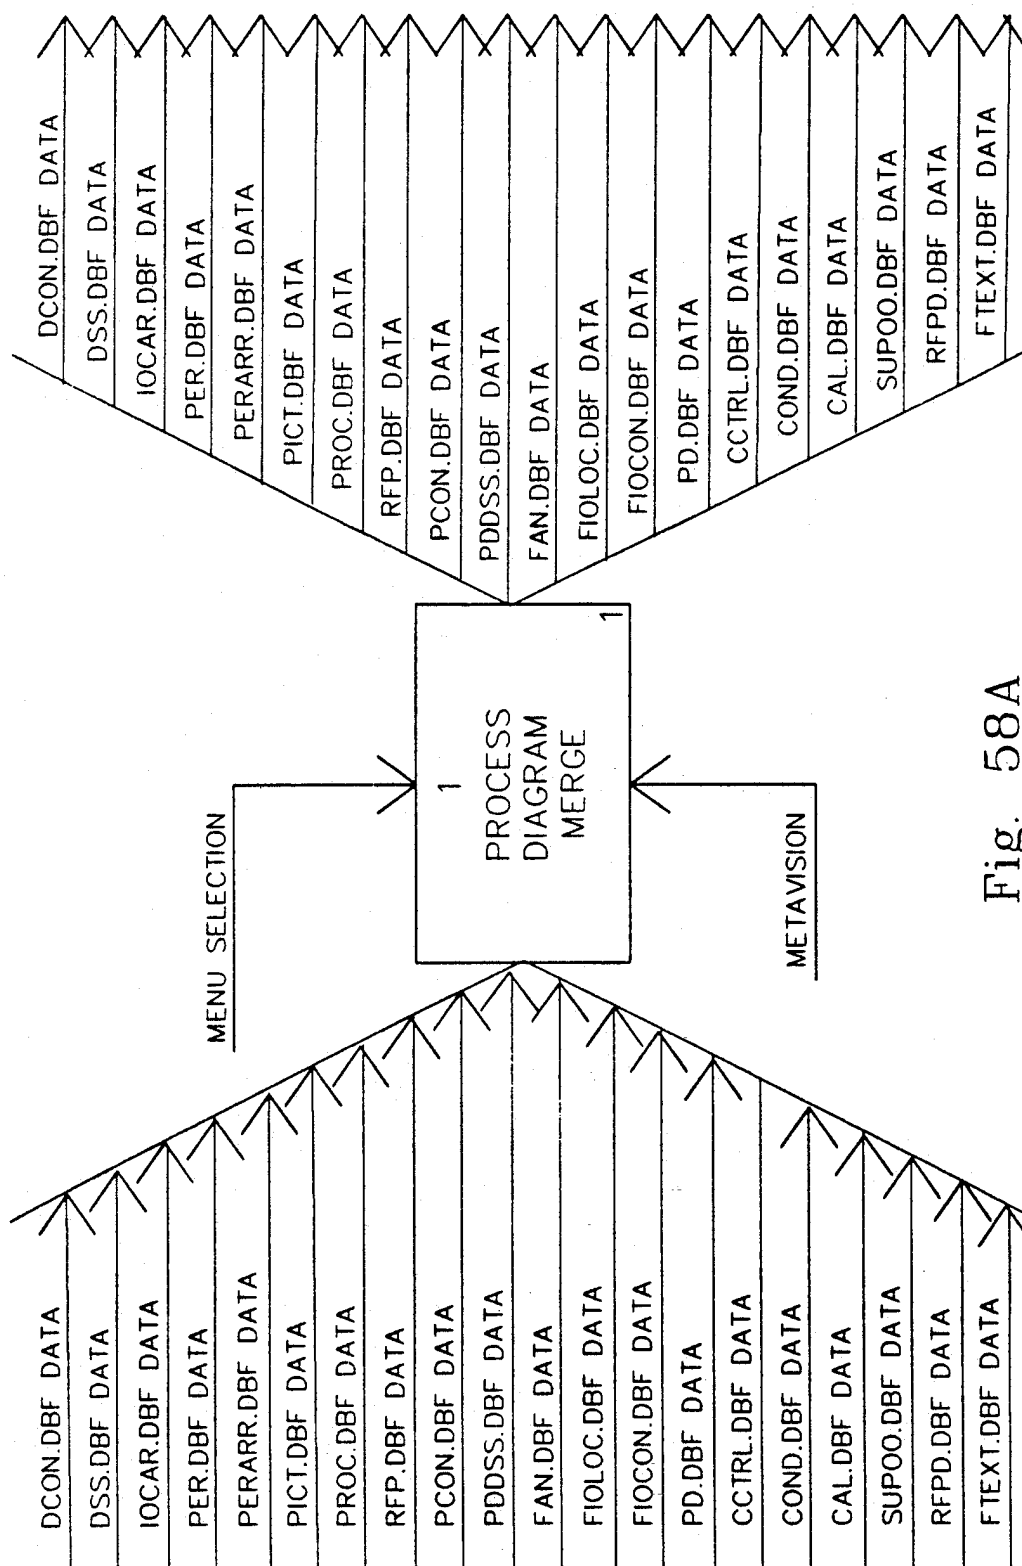 DCON.DBF DATA
DSS.DBF DATA
IOCAR.DBF DATA
PER.DBF DATA
PERARR.DBF DATA
PICT.DBF DATA
PROC.DBF DATA
RFP.DBF DATA
PCON.DBF DATA
PDDSS.DBF DATA
FAN.DBF DATA
FIOLOC.DBF DATA
FIOCON.DBF DATA
PD.DBF DATA
CCTRL.DBF DATA
COND.DBF DATA
CAL.DBF DATA
SUPOO.DBF DATA
RFPD.DBF DATA
FTEXT.DBF DATA
MENU SELECTION
1
PROCESS
DIAGRAM
MERGE
1
METAVISION
DCON.DBF DATA
DSS.DBF DATA
IOCAR.DBF DATA
PER.DBF DATA
PERARR.DBF DATA
PICT.DBF DATA
PROC.DBF DATA
RFP.DBF DATA
PCON.DBF DATA
PDDSS.DBF DATA
FAN.DBF DATA
FIOLOC.DBF DATA
FIOCON.DBF DATA
PD.DBF DATA
CCTRL.DBF DATA
COND.DBF DATA
CAL.DBF DATA
SUPOO.DBF DATA
RFPD.DBF DATA
FTEXT.DBF DATA
Fig. 58A